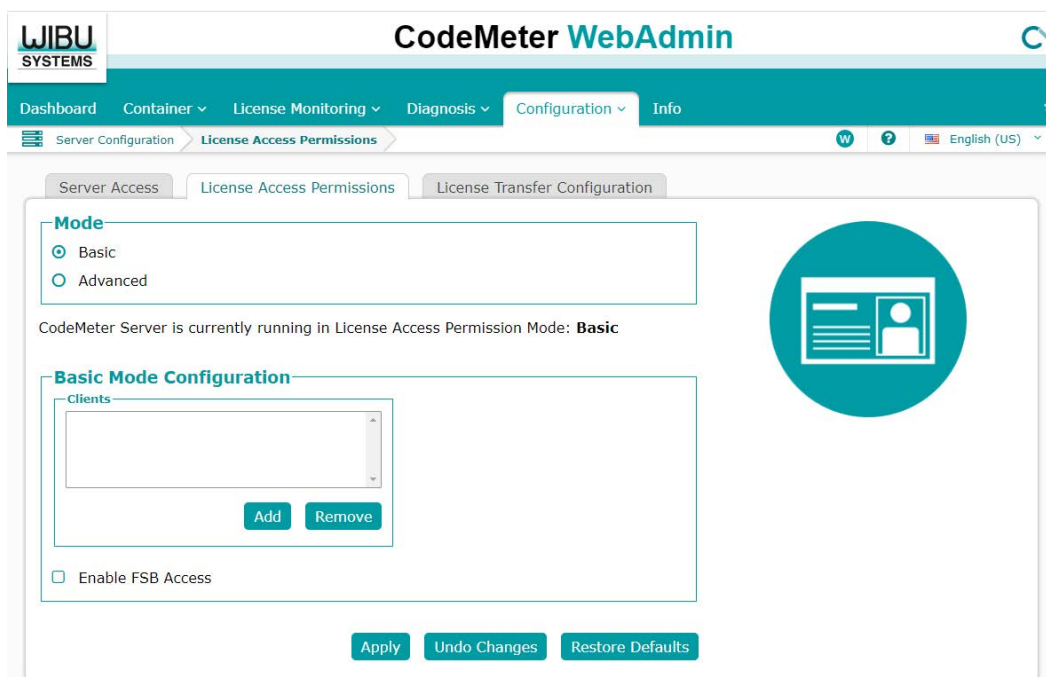 WIBU
SYSTEMS
CodeMeter WebAdmin
Dashboard Container License Monitoring Diagnosis Configuration Info
Server Configuration License Access Permissions W ? English (US)
Server Access License Access Permissions License Transfer Configuration
Mode
Basic
Advanced
CodeMeter Server is currently running in License Access Permission Mode: Basic
Basic Mode Configuration
Clients
Add Remove
Enable FSB Access
Apply Undo Changes Restore Defaults